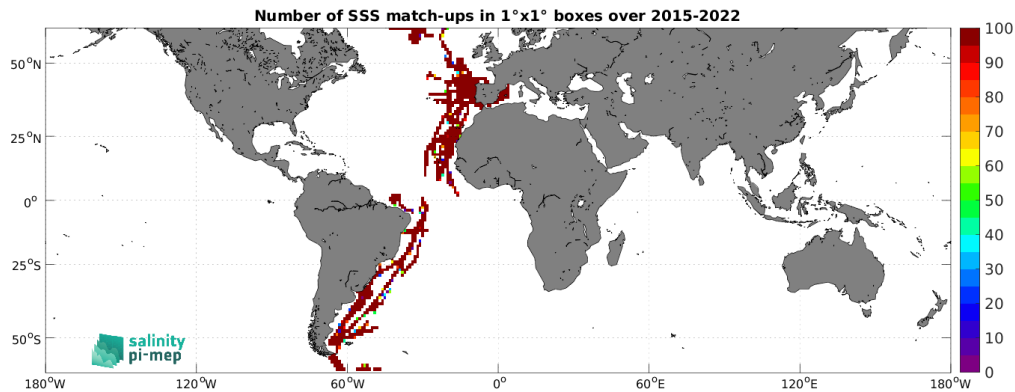 Number of SSS match-ups in 1°x1° boxes over 2015-2022
50°N
25°N
0°
25°S
50°S
180°W 120°W 60°W 0° 60°E 120°E 180°W
100
90
80
70
60
50
40
30
20
10
0
salinity
pi-mep